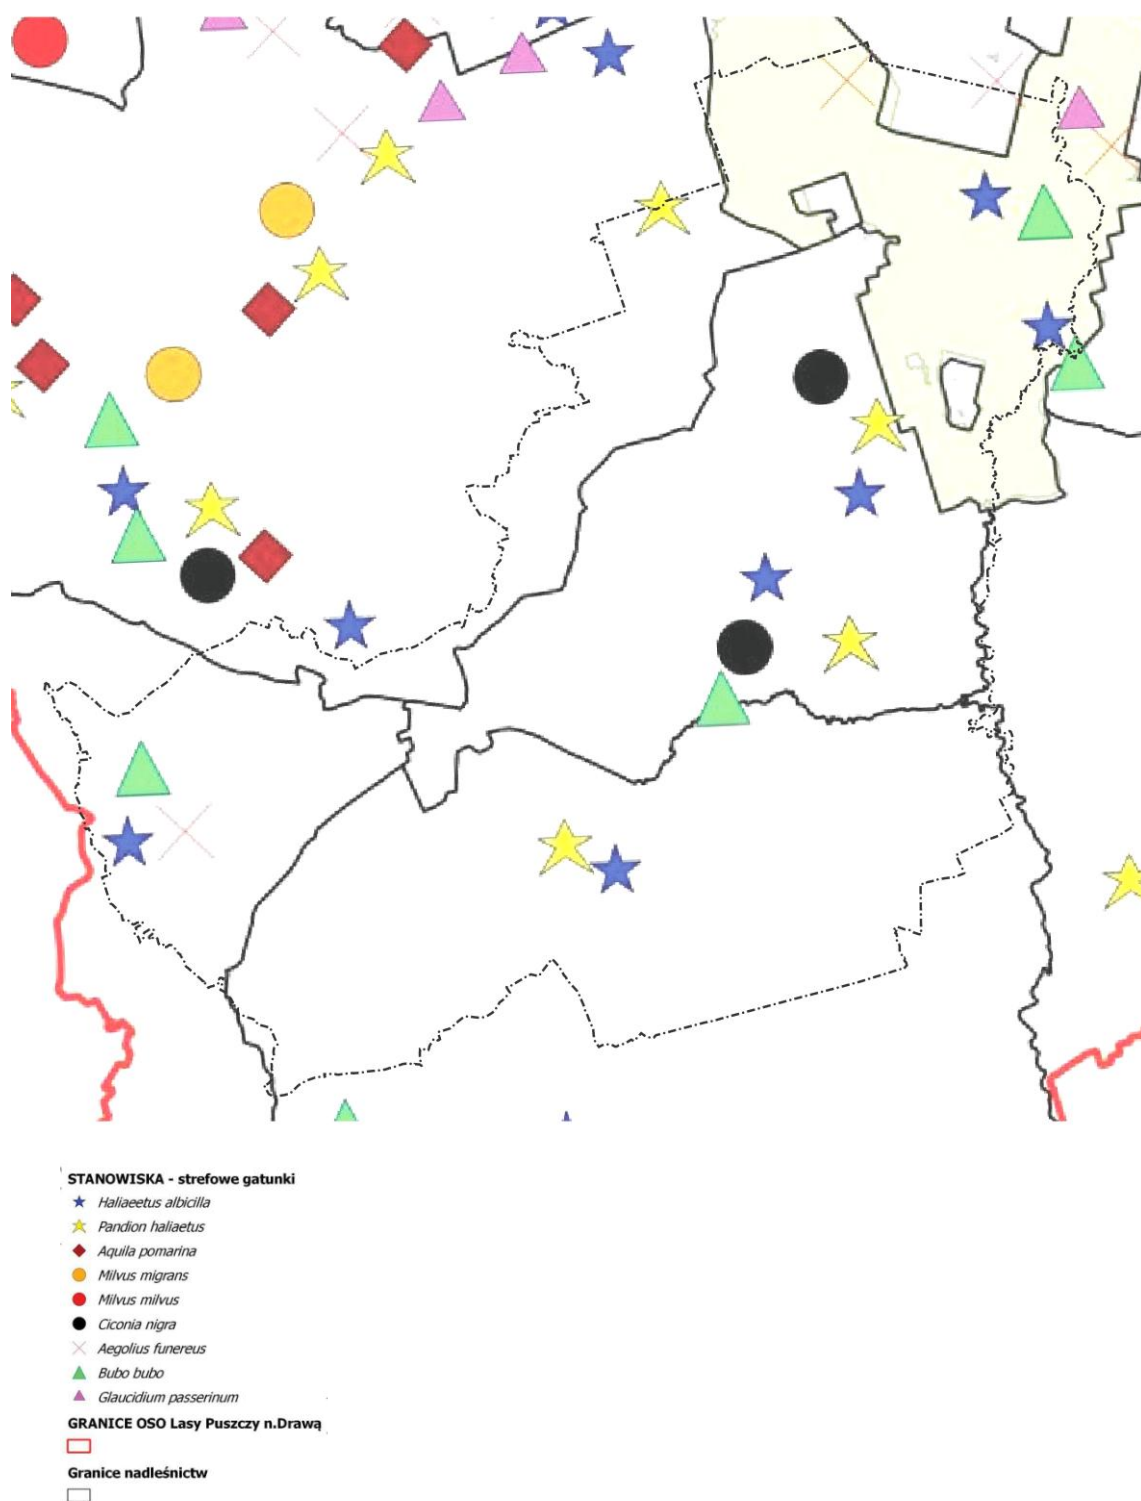 STANOWISKA - strefowe gatunki
Haliaeetus albicilla
Pandion haliaetus
Aquila pomarina
Milvus migrans
Milvus milvus
Ciconia nigra
Aegolius funereus
Bubo bubo
Glaucidium passerinum
GRANICE OSO Lasy Puszczy n.Drawą
Granice nadleśnictw